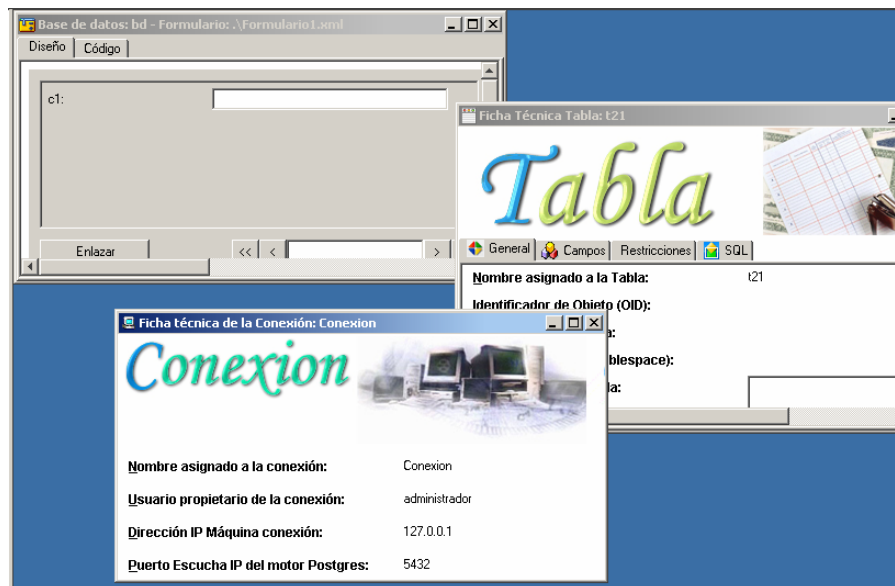 Base de datos: bd - Formulario: .\Formulario1.xml
Diseño Código
c1:
Enlazar << < >
Ficha Técnica Tabla: t21
Tabla
General Campos Restricciones SQL
Nombre asignado a la Tabla: t21
Identificador de Objeto (OID):
blespace):
Ficha técnica de la Conexión: Conexion
Conexion
Nombre asignado a la conexión: Conexion
Usuario propietario de la conexión: administrador
Dirección IP Máquina conexión: 127.0.0.1
Puerto Escucha IP del motor Postgres: 5432